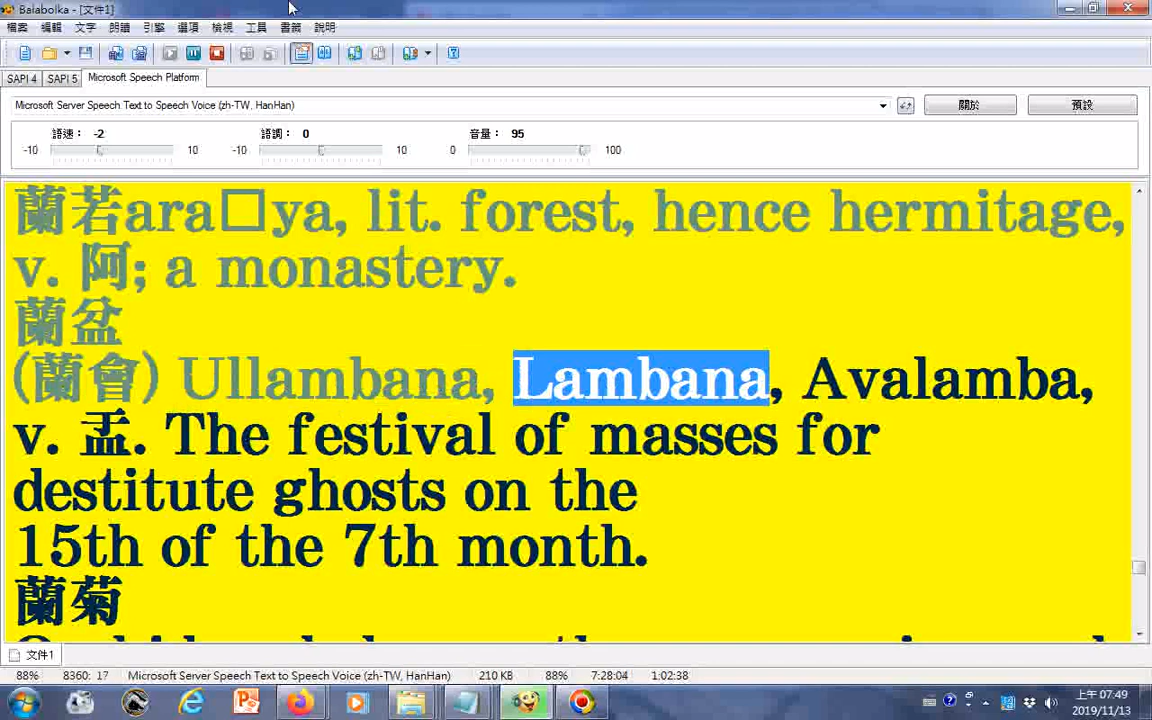 Balabolka - [文件1]
檔案 編輯 文字 朗讀 引擎 選項 檢視 工具 書籤 說明
SAPI 4 SAPI 5 Microsoft Speech Platform
Microsoft Server Speech Text to Speech Voice (zh-TW, HanHan) 關於 預設
語速： -2 語調： 0 音量： 95
-10 10 -10 10 0 100
蘭若ara□ya, lit. forest, hence hermitage,
v. 阿; a monastery.
蘭盆
(蘭會) Ullambana, Lambana, Avalamba,
v. 盂. The festival of masses for
destitute ghosts on the
15th of the 7th month.
蘭菊
文件1
88% 8360: 17 Microsoft Server Speech Text to Speech Voice (zh-TW, HanHan) 210 KB 88% 7:28:04 1:02:38
上午 07:49
2019/11/13